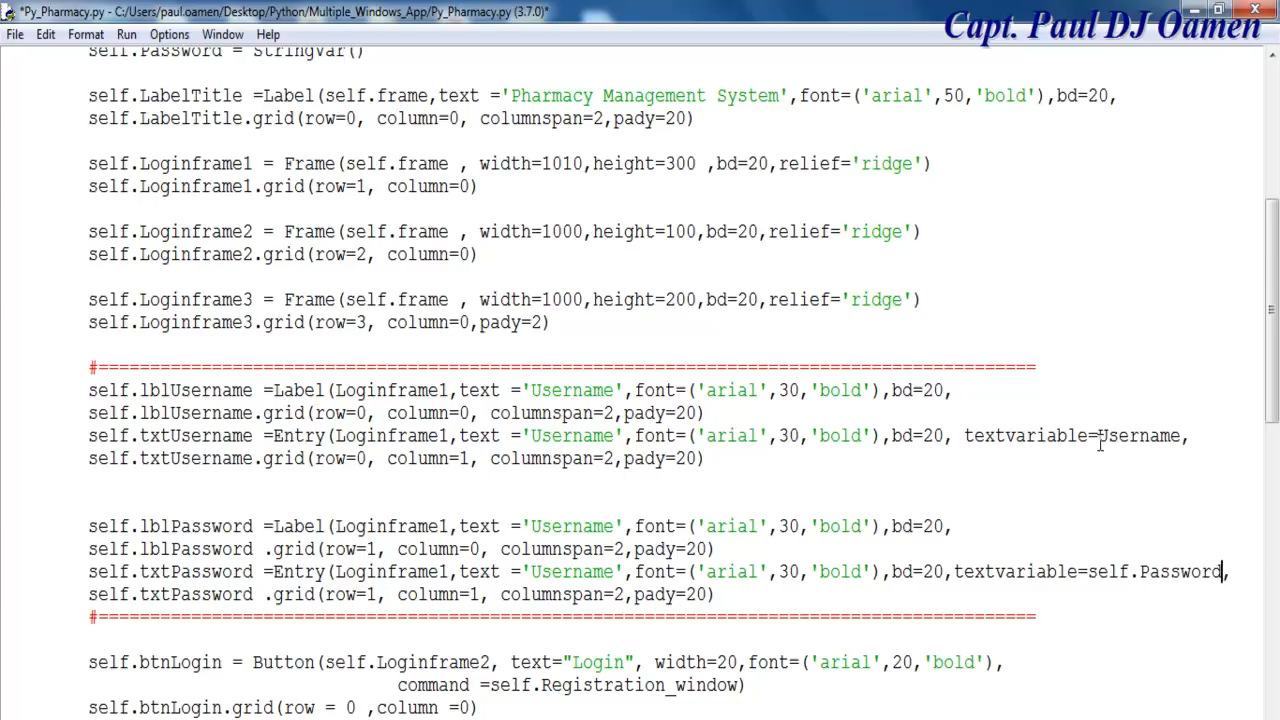 *Py_Pharmacy.py - C:/Users/paul.oamen/Desktop/Python/Multiple_Windows_App/Py_Pharmacy.py (3.7.0)*
Capt. Paul DJ Oamen
File Edit Format Run Options Window Help
self.Password = StringVar()
self.LabelTitle =Label(self.frame,text ='Pharmacy Management System',font=('arial',50,'bold'),bd=20,
self.LabelTitle.grid(row=0, column=0, columnspan=2,pady=20)
self.Loginframe1 = Frame(self.frame , width=1010,height=300 ,bd=20,relief='ridge')
self.Loginframe1.grid(row=1, column=0)
self.Loginframe2 = Frame(self.frame , width=1000,height=100,bd=20,relief='ridge')
self.Loginframe2.grid(row=2, column=0)
self.Loginframe3 = Frame(self.frame , width=1000,height=200,bd=20,relief='ridge')
self.Loginframe3.grid(row=3, column=0,pady=2)
#===========================================================================================
self.lblUsername =Label(Loginframe1,text ='Username',font=('arial',30,'bold'),bd=20,
self.lblUsername.grid(row=0, column=0, columnspan=2,pady=20)
self.txtUsername =Entry(Loginframe1,text ='Username',font=('arial',30,'bold'),bd=20, textvariable=Username,
self.txtUsername.grid(row=0, column=1, columnspan=2,pady=20)
self.lblPassword =Label(Loginframe1,text ='Username',font=('arial',30,'bold'),bd=20,
self.lblPassword .grid(row=1, column=0, columnspan=2,pady=20)
self.txtPassword =Entry(Loginframe1,text ='Username',font=('arial',30,'bold'),bd=20,textvariable=self.Password,
self.txtPassword .grid(row=1, column=1, columnspan=2,pady=20)
#===========================================================================================
self.btnLogin = Button(self.Loginframe2, text="Login", width=20,font=('arial',20,'bold'),
command =self.Registration_window)
self.btnLogin.grid(row = 0 ,column =0)